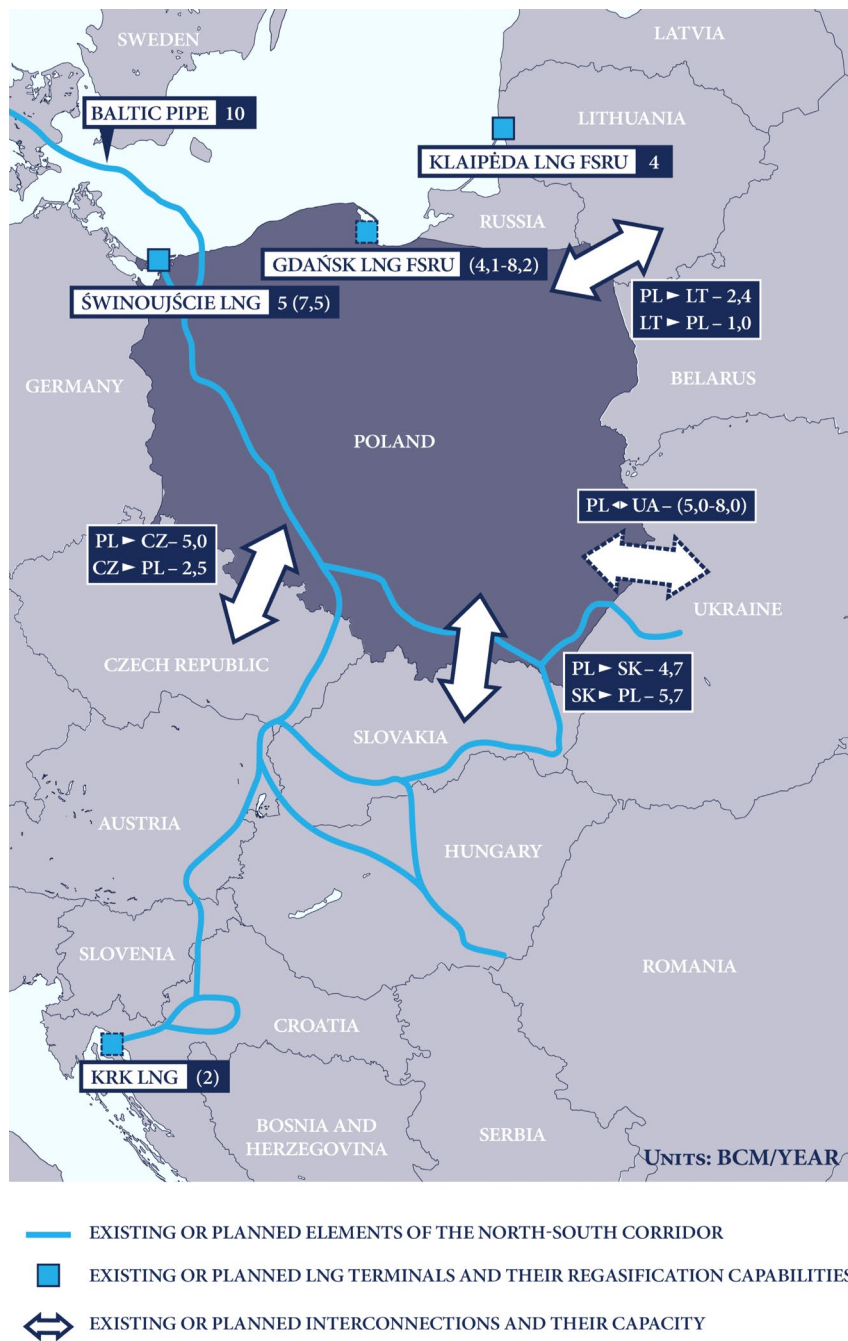 SWEDEN
LATVIA
BALTIC PIPE 10
LITHUANIA
KLAIPĖDA LNG FSRU 4
RUSSIA
GDAŃSK LNG FSRU (4,1-8,2)
ŚWINOUJŚCIE LNG 5 (7,5)
PL ► LT – 2,4
LT ► PL – 1,0
GERMANY
BELARUS
POLAND
PL ◄► UA – (5,0-8,0)
PL ► CZ– 5,0
CZ ► PL – 2,5
UKRAINE
CZECH REPUBLIC
PL ► SK – 4,7
SK ► PL – 5,7
SLOVAKIA
AUSTRIA
HUNGARY
SLOVENIA
ROMANIA
CROATIA
KRK LNG (2)
BOSNIA AND
HERZEGOVINA
SERBIA
UNITS: BCM/YEAR
EXISTING OR PLANNED ELEMENTS OF THE NORTH-SOUTH CORRIDOR
EXISTING OR PLANNED LNG TERMINALS AND THEIR REGASIFICATION CAPABILITIES
EXISTING OR PLANNED INTERCONNECTIONS AND THEIR CAPACITY